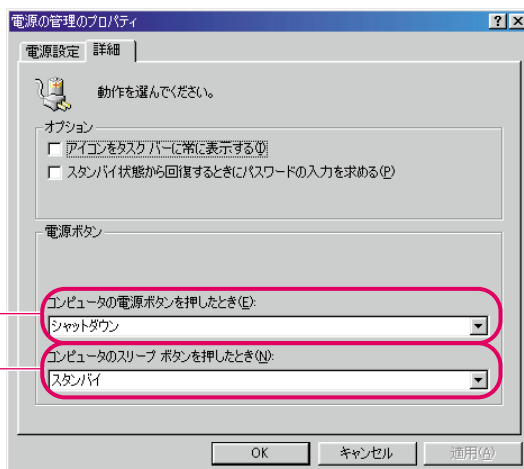 電源の管理のプロパティ
電源設定 詳細
動作を選んでください。
オプション
アイコンをタスク バーに常に表示する(I)
スタンバイ状態から回復するときにパスワードの入力を求める(P)
電源ボタン
コンピュータの電源ボタンを押したとき(E):
シャットダウン
コンピュータのスリープ ボタンを押したとき(N):
スタンバイ
OK キャンセル 適用(A)